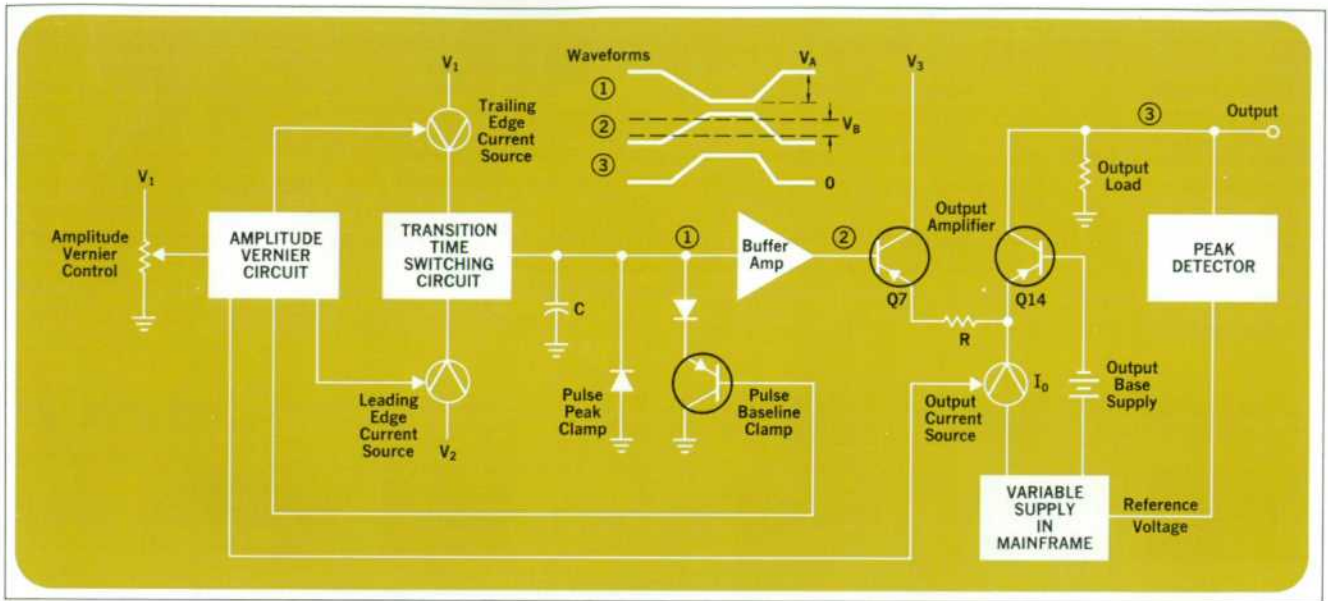 Waveforms
V₁
V₃
V_A
①
③
Output
Trailing
Edge
Current
Source
②
V_B
③
0
V₁
Amplitude
Vernier
Control
AMPLITUDE
VERNIER
CIRCUIT
TRANSITION
TIME
SWITCHING
CIRCUIT
①
Buffer
Amp
②
Output
Amplifier
Output
Load
PEAK
DETECTOR
C
Q7
Q14
R
Leading
Edge
Current
Source
V₂
Pulse
Peak
Clamp
Pulse
Baseline
Clamp
Output
Current
Source
I₀
Output
Base
Supply
VARIABLE
SUPPLY
IN
MAINFRAME
Reference
Voltage